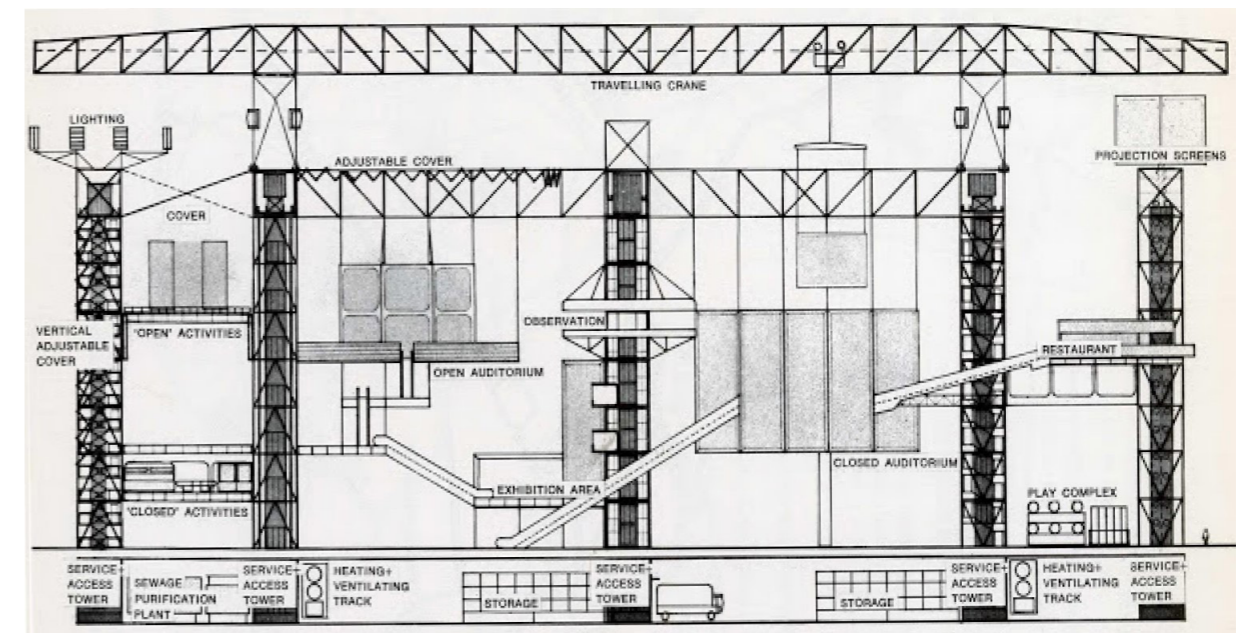 TRAVELLING CRANE
LIGHTING
ADJUSTABLE COVER
PROJECTION SCREENS
COVER
VERTICAL
ADJUSTABLE
COVER
'OPEN' ACTIVITIES
OBSERVATION
OPEN AUDITORIUM
RESTAURANT
CLOSED AUDITORIUM
EXHIBITION AREA
PLAY COMPLEX
'CLOSED' ACTIVITIES
SERVICE+
ACCESS
TOWER
SEWAGE
PURIFICATION
PLANT
SERVICE+
ACCESS
TOWER
HEATING+
VENTILATING
TRACK
STORAGE
SERVICE+
ACCESS
TOWER
STORAGE
SERVICE+
ACCESS
TOWER
HEATING+
VENTILATING
TRACK
SERVICE+
ACCESS
TOWER